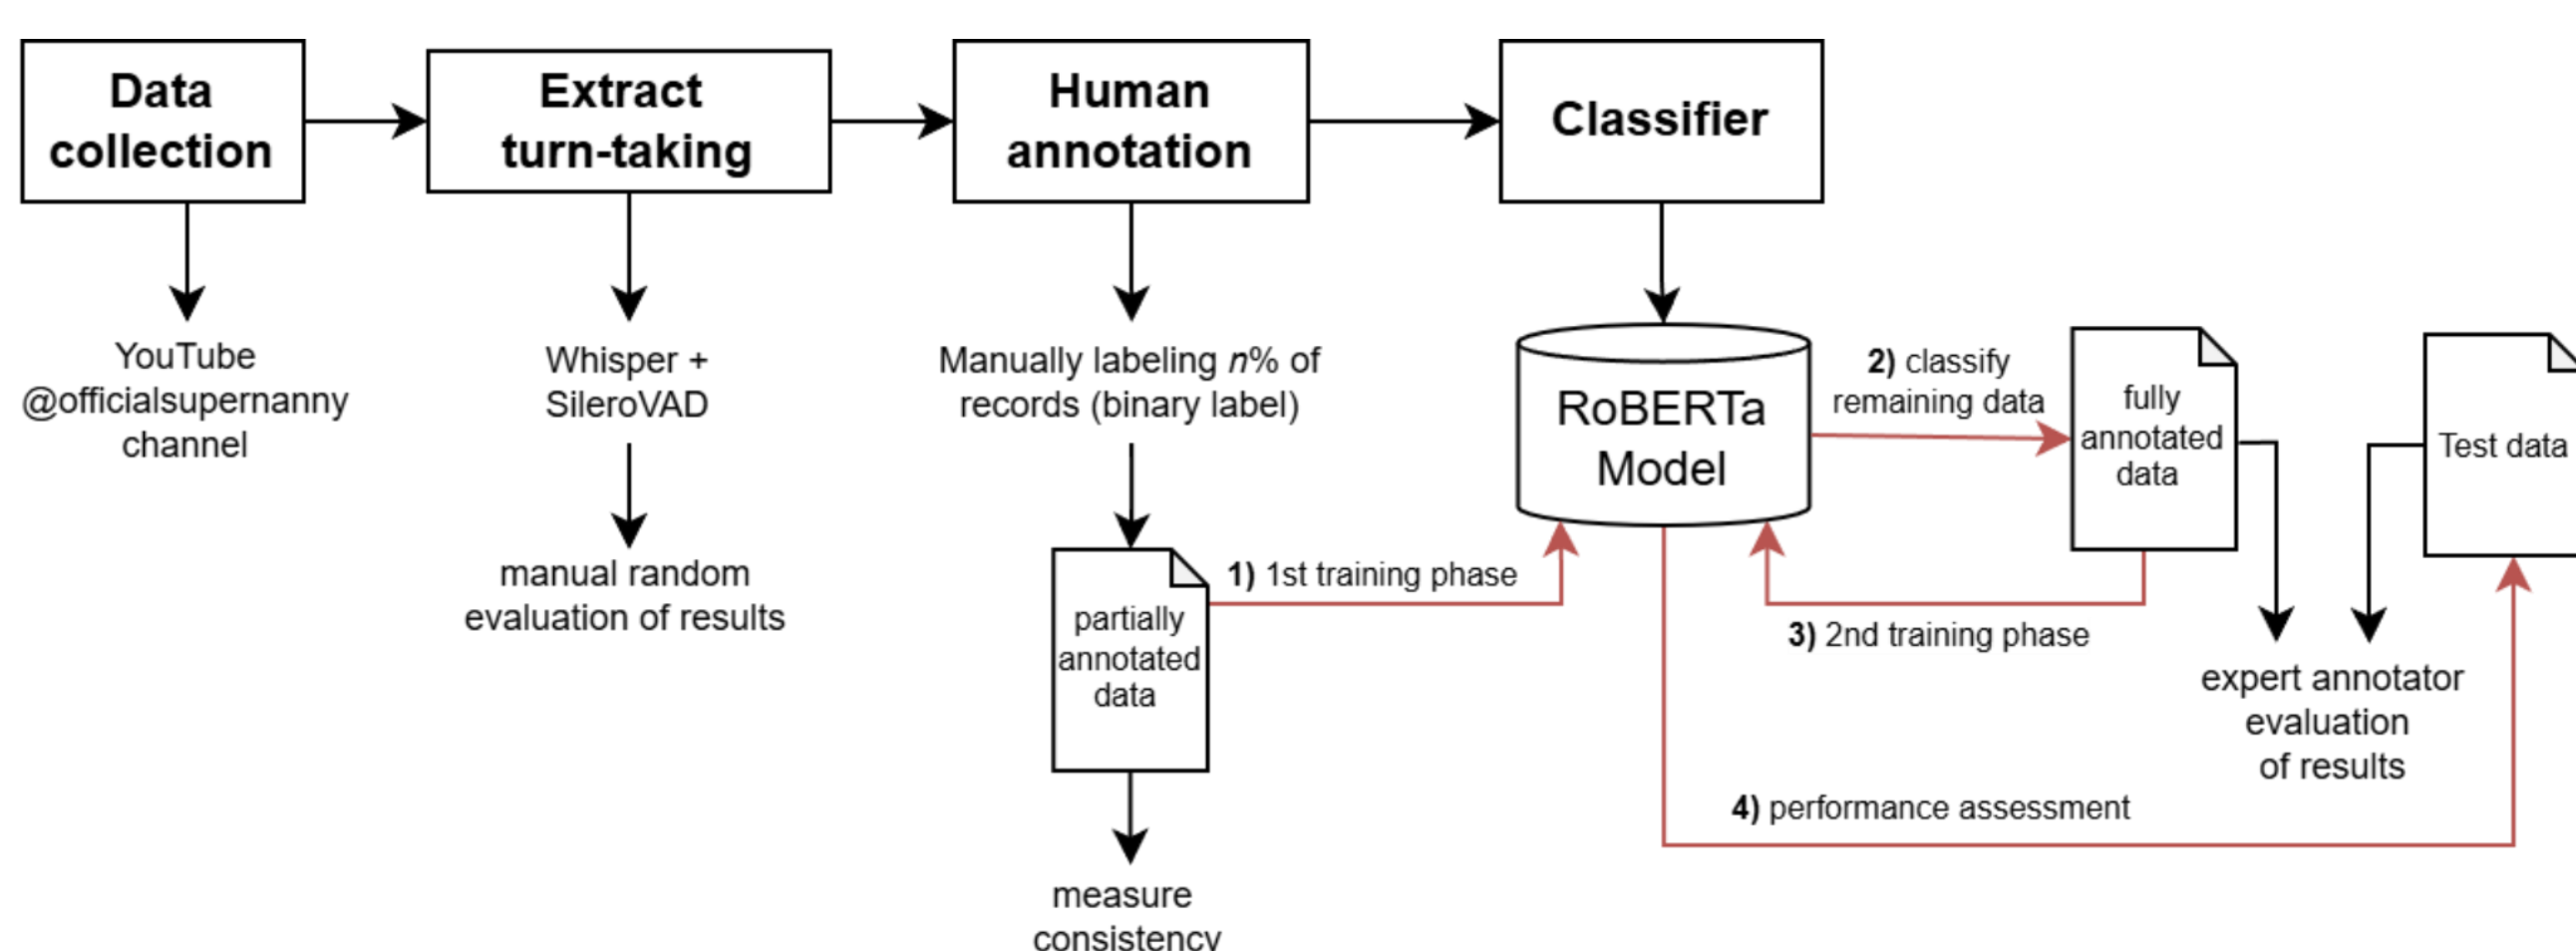 Data
collection
Extract
turn-taking
Human
annotation
Classifier
YouTube
@officialsupernanny
channel
Whisper +
SileroVAD
manual random
evaluation of results
Manually labeling n% of
records (binary label)
partially
annotated
data
measure
consistency
1) 1st training phase
RoBERTa
Model
2) classify
remaining data
fully
annotated
data
3) 2nd training phase
Test data
expert annotator
evaluation
of results
4) performance assessment